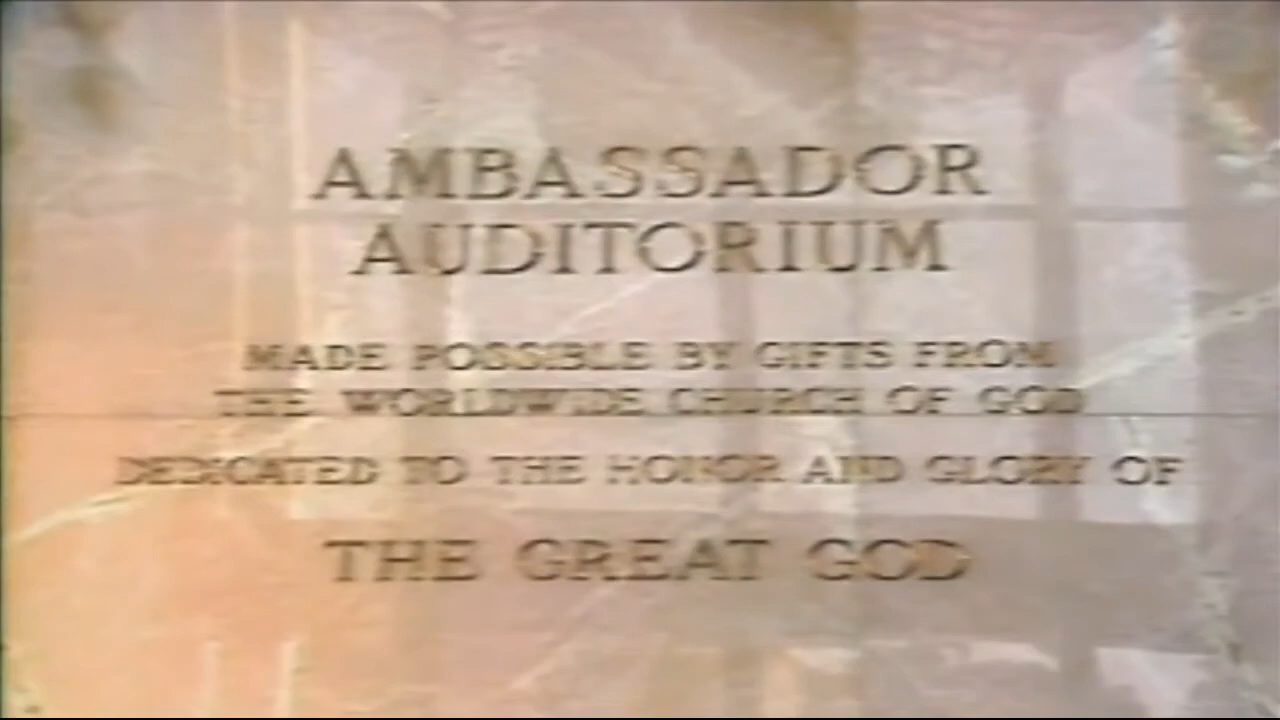 AMBASSADOR
AUDITORIUM
MADE POSSIBLE BY GIFTS FROM
THE WORLDWIDE CHURCH OF GOD
DEDICATED TO THE HONOR AND GLORY OF
THE GREAT GOD